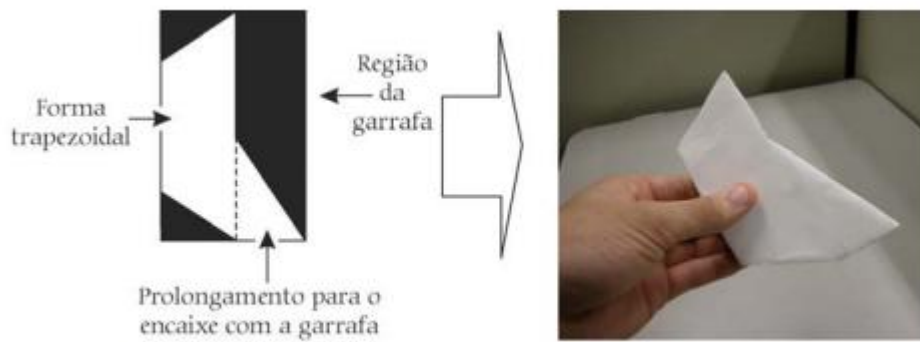 Forma
trapezoidal
Região
da
garrafa
Prolongamento para o
encaixe com a garrafa